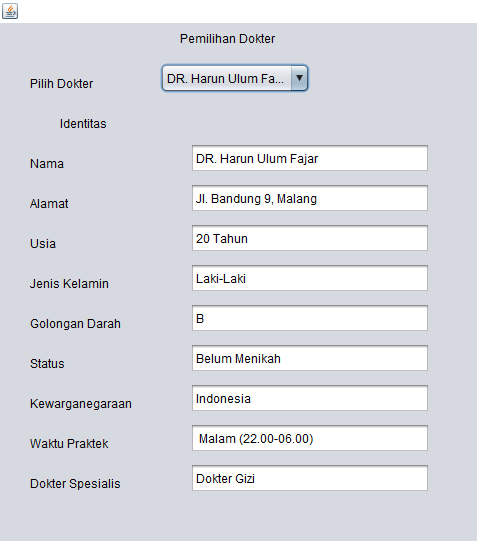 Pemilihan Dokter
Pilih Dokter DR. Harun Ulum Fa...
Identitas
Nama DR. Harun Ulum Fajar
Alamat Jl. Bandung 9, Malang
Usia 20 Tahun
Jenis Kelamin Laki-Laki
Golongan Darah B
Status Belum Menikah
Kewarganegaraan Indonesia
Waktu Praktek Malam (22.00-06.00)
Dokter Spesialis Dokter Gizi